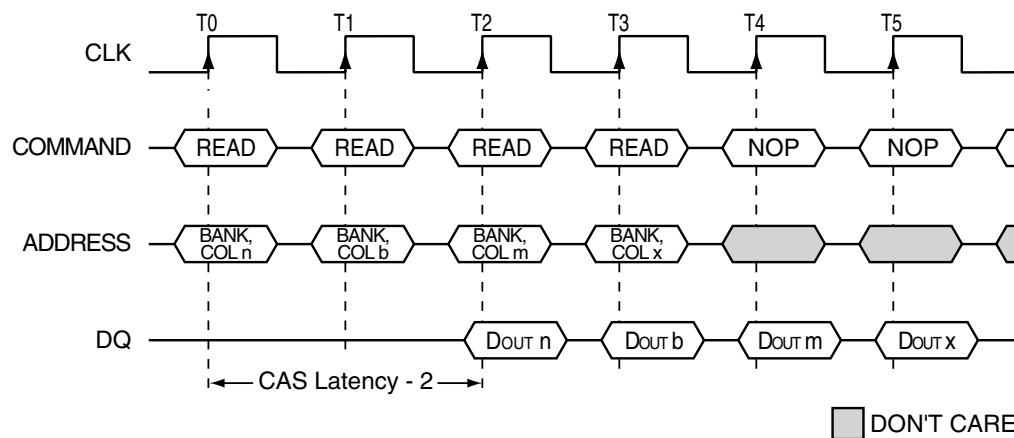 T0 T1 T2 T3 T4 T5
CLK
COMMAND READ READ READ READ NOP NOP
ADDRESS BANK, COL n BANK, COL b BANK, COL m BANK, COL x
DQ DOUT n DOUT b DOUT m DOUT x
CAS Latency - 2
DON'T CARE